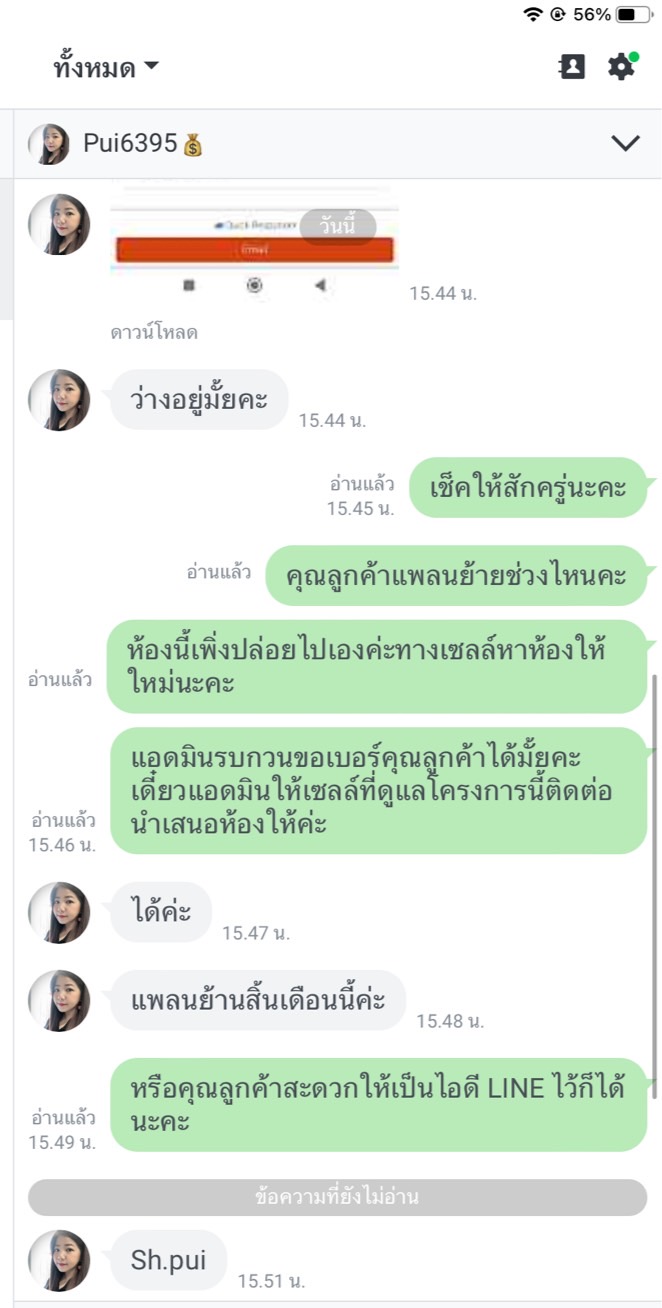 56%
ทั้งหมด
Pui6395
Quick Response
วันนี้
15.44 น.
ดาวน์โหลด
ว่างอยู่มั้ยคะ
15.44 น.
อ่านแล้ว
15.45 น.
เช็คให้สักครู่นะคะ
อ่านแล้ว
คุณลูกค้าแพลนย้ายช่วงไหนคะ
ห้องนี้เพิ่งปล่อยไปเองค่ะทางเซลล์หาห้องให้
ใหม่นะคะ
อ่านแล้ว
แอดมินรบกวนขอเบอร์คุณลูกค้าได้มั้ยคะ
เดี๋ยวแอดมินให้เซลล์ที่ดูแลโครงการนี้ติดต่อ
นำเสนอห้องให้ค่ะ
อ่านแล้ว
15.46 น.
ได้ค่ะ
15.47 น.
แพลนย้านสิ้นเดือนนี้ค่ะ
15.48 น.
หรือคุณลูกค้าสะดวกให้เป็นไอดี LINE ไว้ก็ได้
นะคะ
อ่านแล้ว
15.49 น.
ข้อความที่ยังไม่อ่าน
Sh.pui
15.51 น.